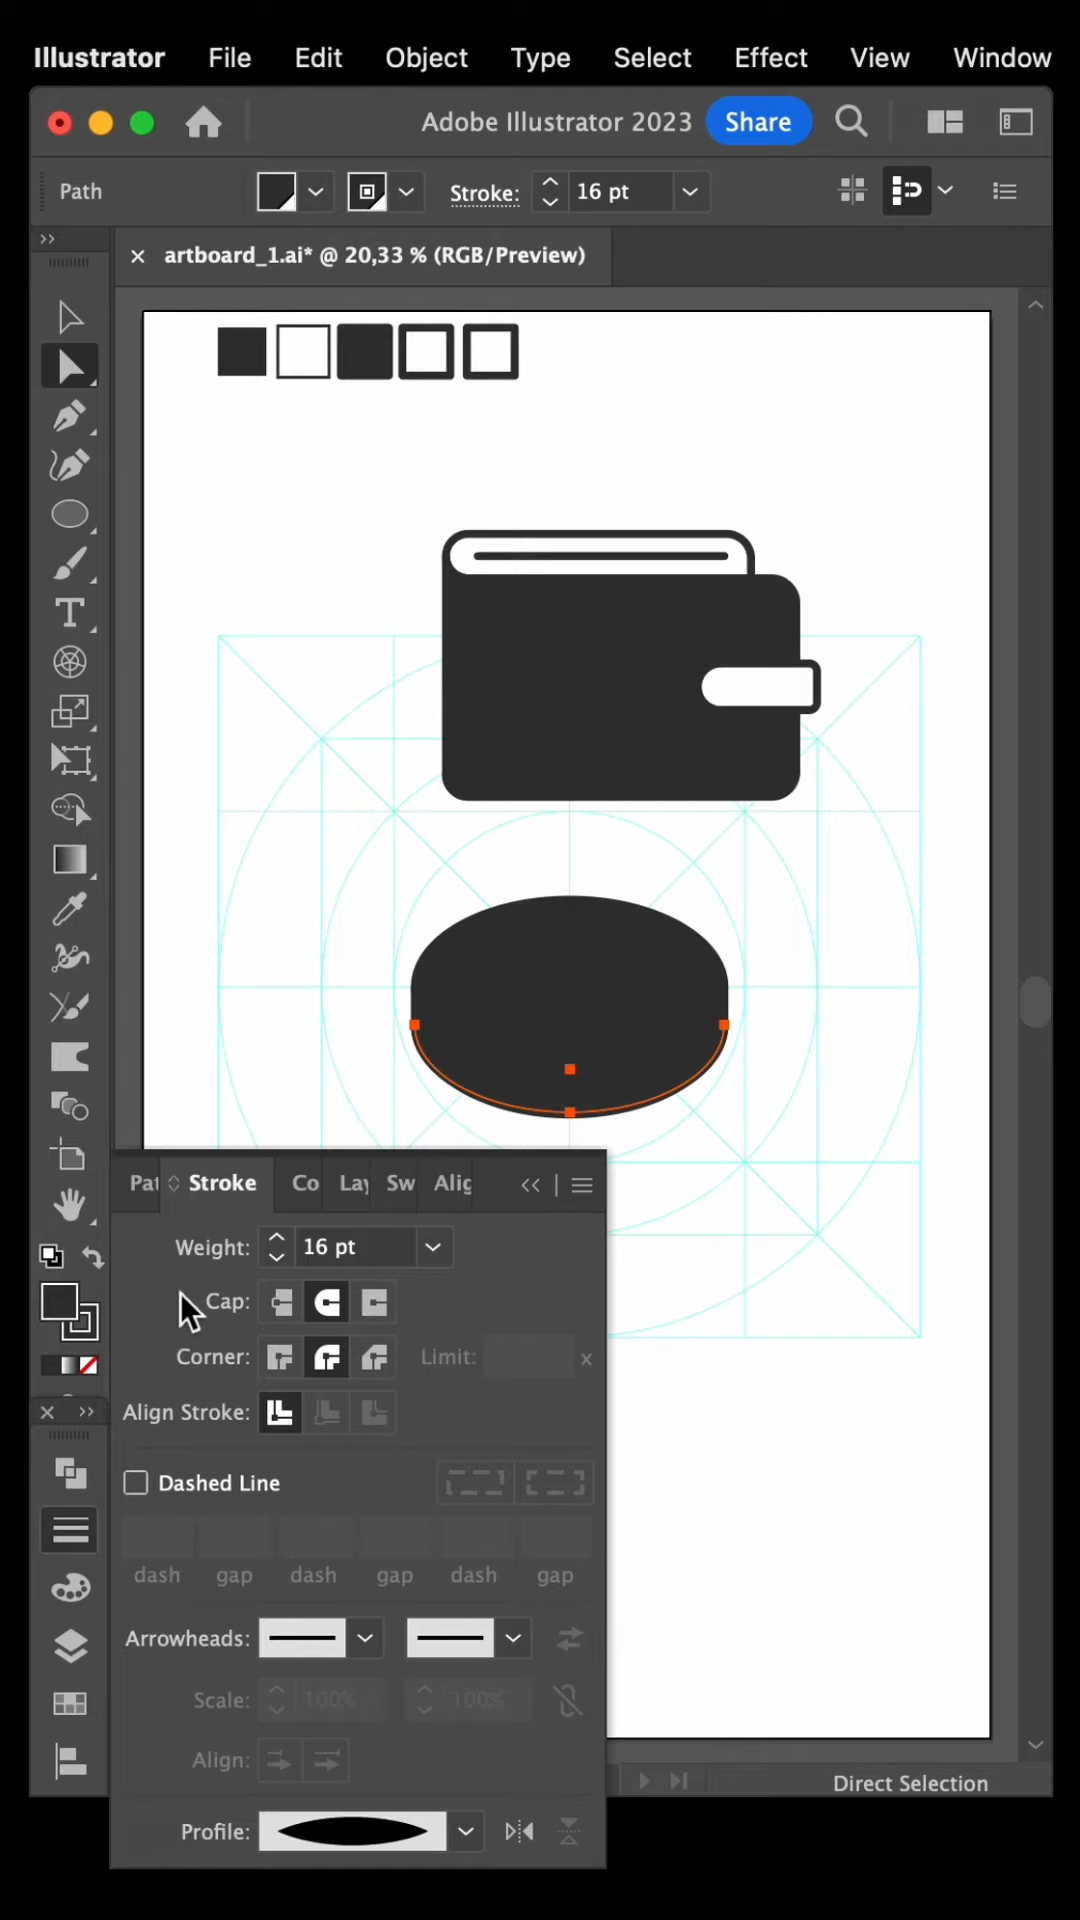 Illustrator File Edit Object Type Select Effect View Window
Adobe Illustrator 2023 Share
Path Stroke: 16 pt
artboard_1.ai* @ 20,33 % (RGB/Preview)
Pat Stroke Co Lay Sw Alig
Weight: 16 pt
Cap:
Corner: Limit: x
Align Stroke:
Dashed Line
dash gap dash gap dash gap
Arrowheads:
Scale: 100% 100%
Align:
Direct Selection
Profile: